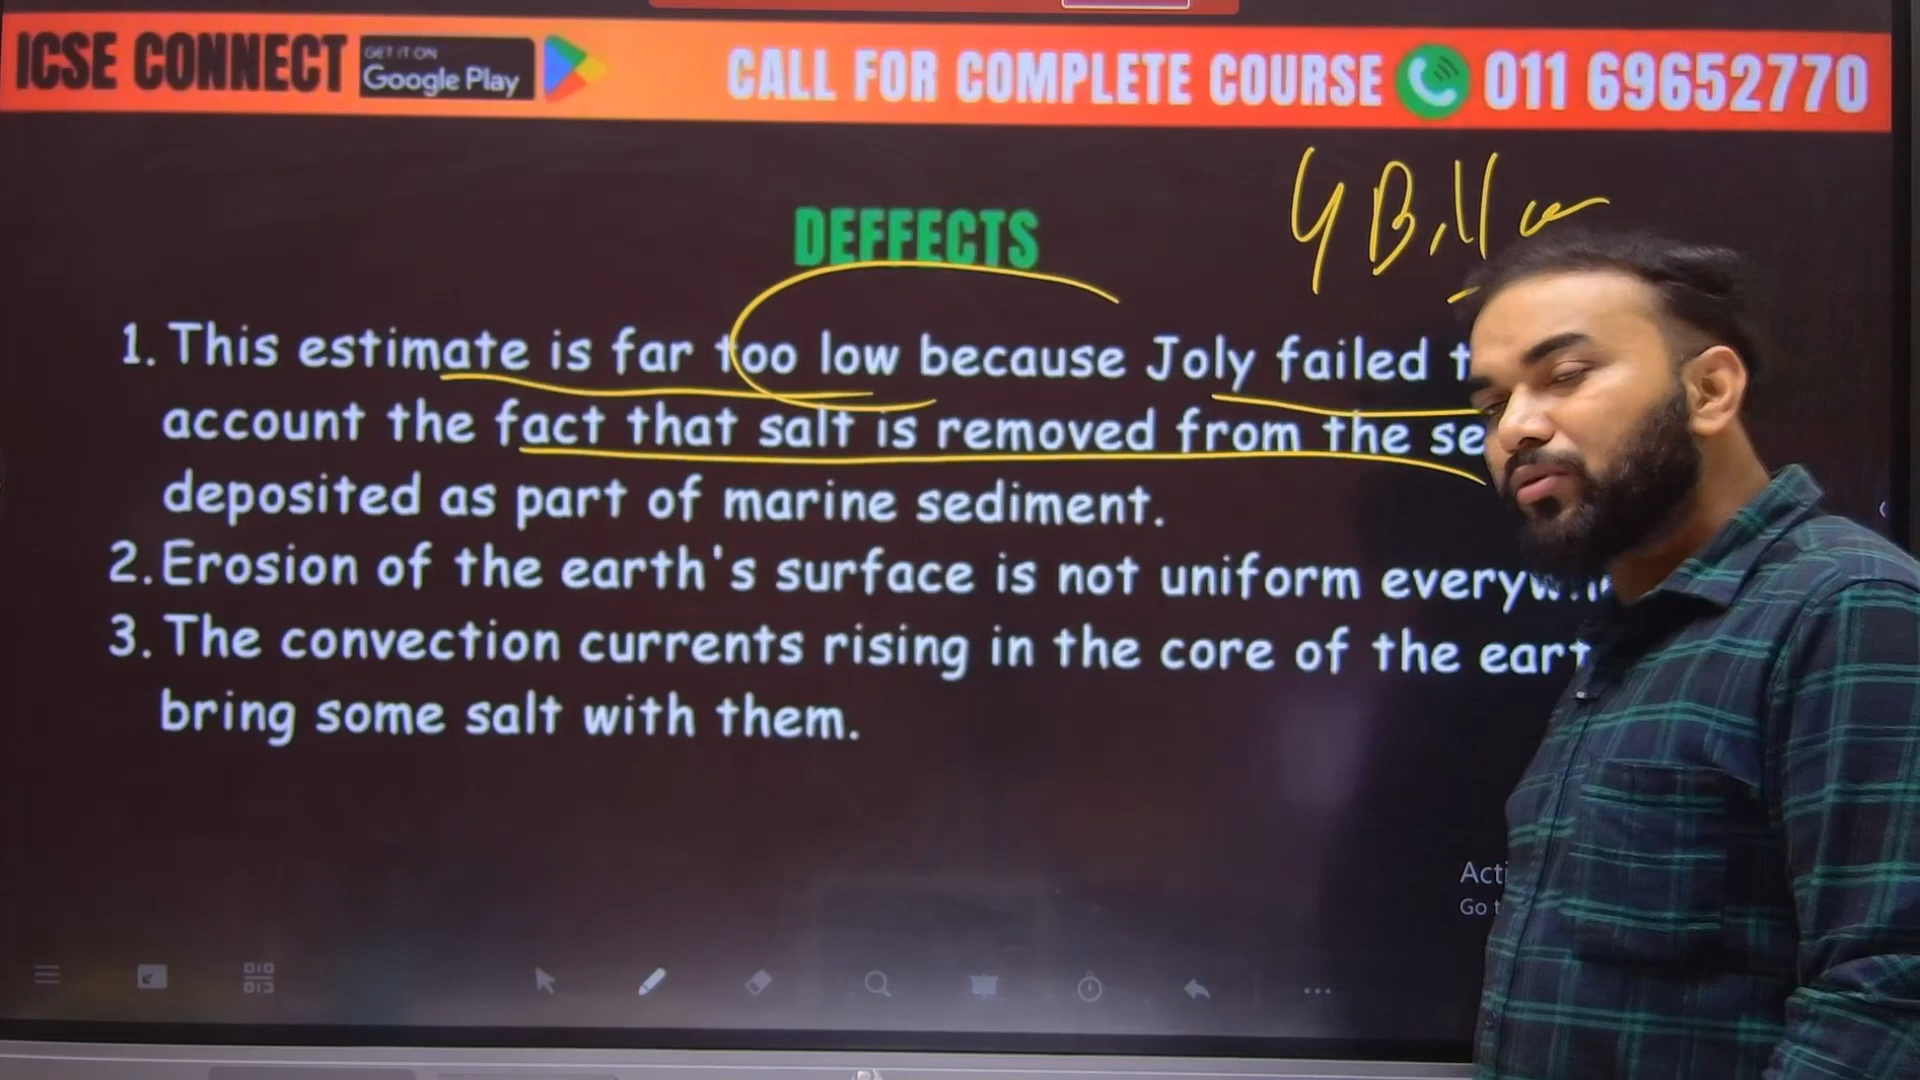 ICSE CONNECT GET IT ON Google Play CALL FOR COMPLETE COURSE 011 69652770
DEFFECTS
1. This estimate is far too low because Joly failed
account the fact that salt is removed from the
deposited as part of marine sediment.
2. Erosion of the earth's surface is not uniform
3. The convection currents rising in the core of the
bring some salt with them.
Go